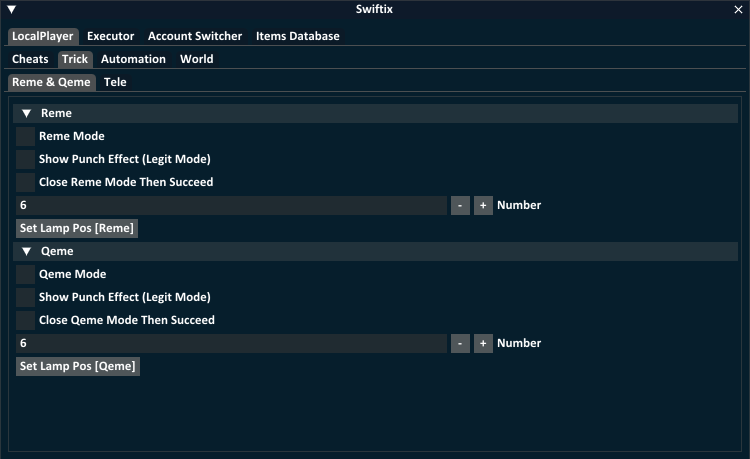 Swiftix
LocalPlayer Executor Account Switcher Items Database
Cheats Trick Automation World
Reme & Qeme Tele
Reme
Reme Mode
Show Punch Effect (Legit Mode)
Close Reme Mode Then Succeed
6 - + Number
Set Lamp Pos [Reme]
Qeme
Qeme Mode
Show Punch Effect (Legit Mode)
Close Qeme Mode Then Succeed
6 - + Number
Set Lamp Pos [Qeme]